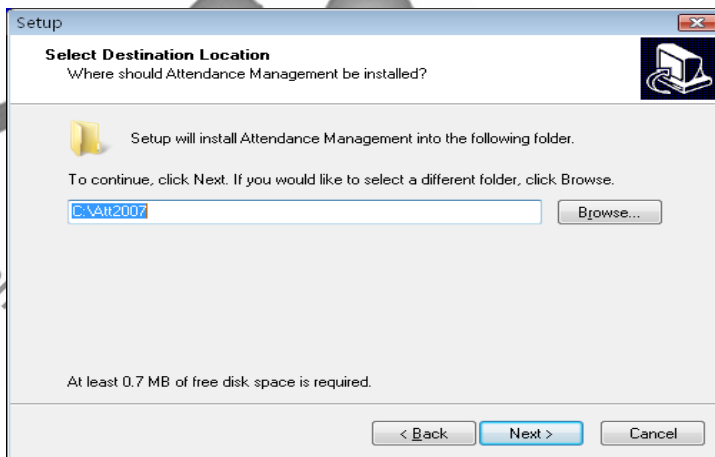 Setup
Select Destination Location
Where should Attendance Management be installed?
Setup will install Attendance Management into the following folder.
To continue, click Next. If you would like to select a different folder, click Browse.
C:\Att2007
Browse...
At least 0.7 MB of free disk space is required.
< Back
Next >
Cancel